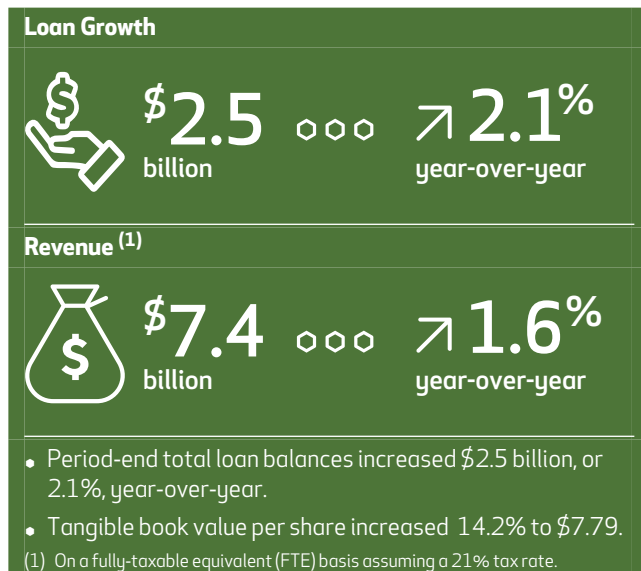 Loan Growth
$2.5 2.1%
billion year-over-year
Revenue (1)
$7.4 1.6%
billion year-over-year
Period-end total loan balances increased $2.5 billion, or
2.1%, year-over-year.
Tangible book value per share increased 14.2% to $7.79.
(1) On a fully-taxable equivalent (FTE) basis assuming a 21% tax rate.